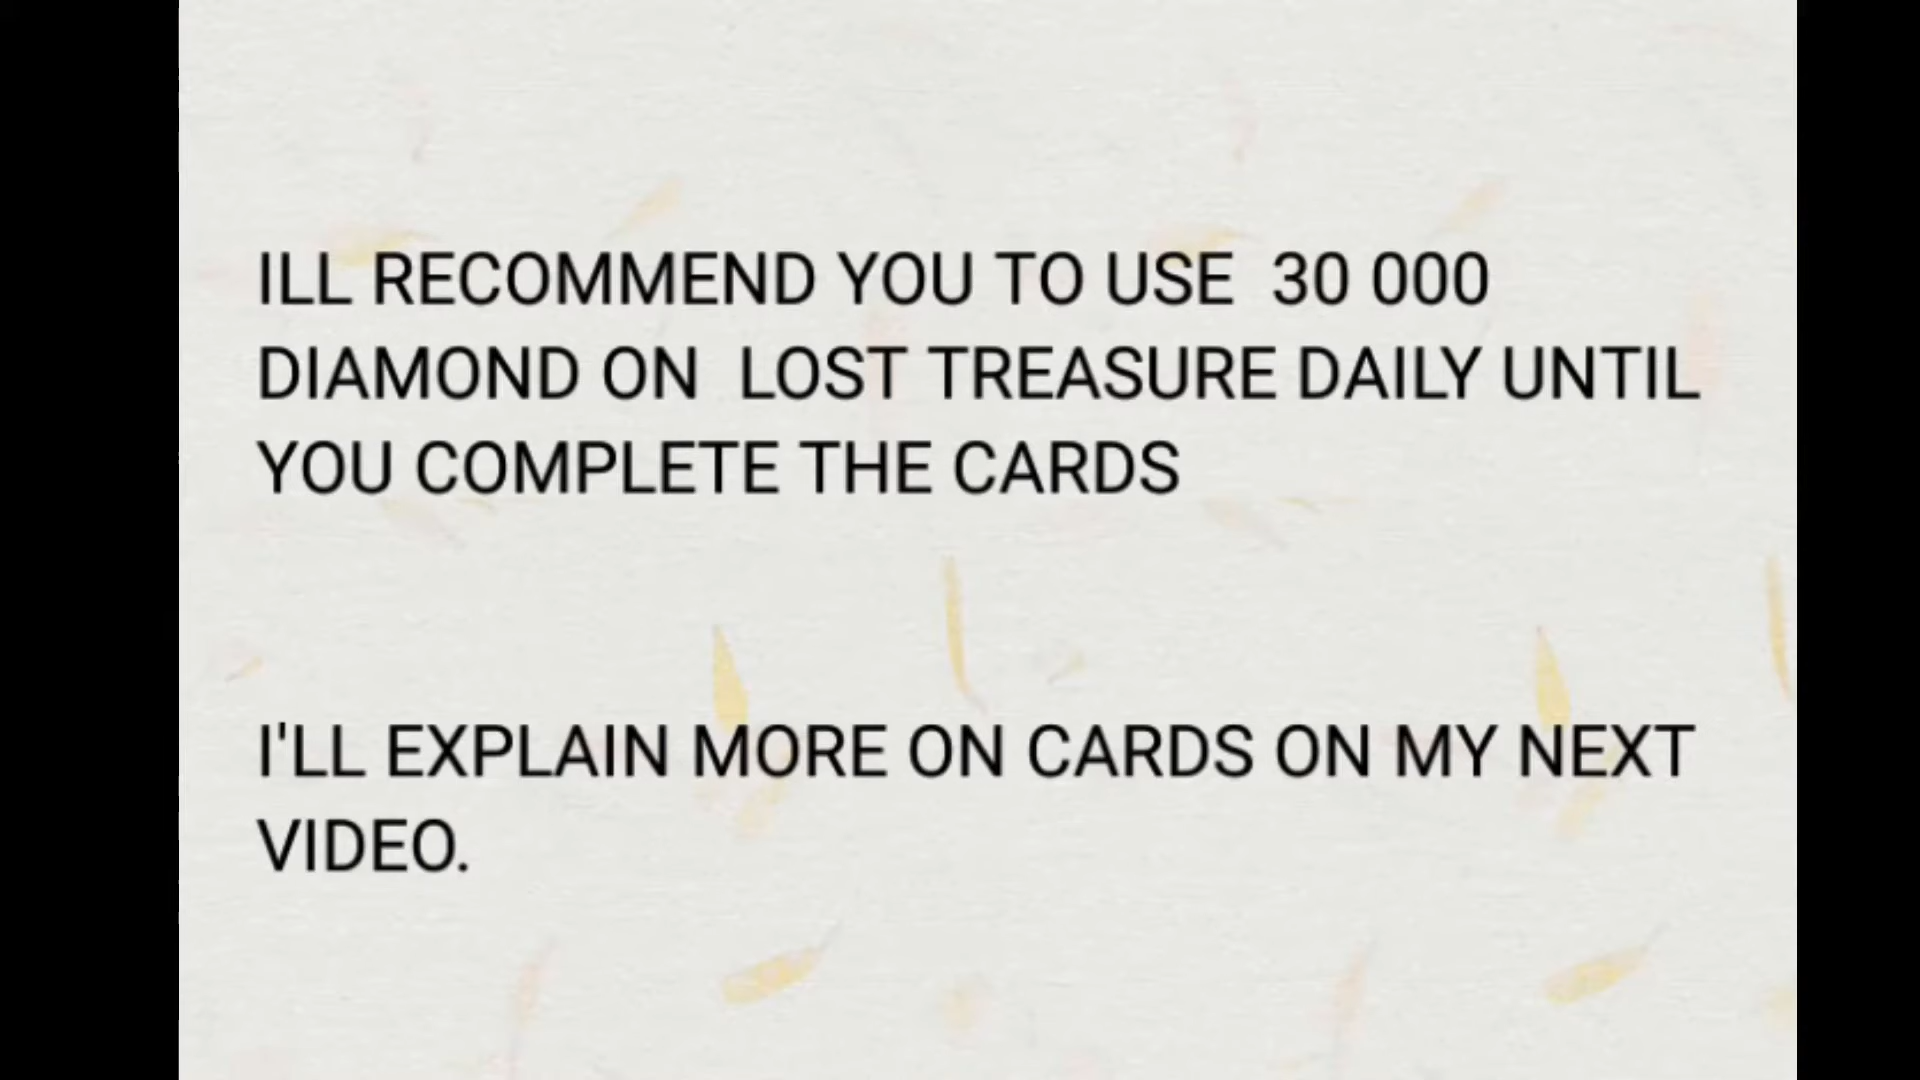 ILL RECOMMEND YOU TO USE  30 000
DIAMOND ON  LOST TREASURE DAILY UNTIL
YOU COMPLETE THE CARDS
I'LL EXPLAIN MORE ON CARDS ON MY NEXT
VIDEO.